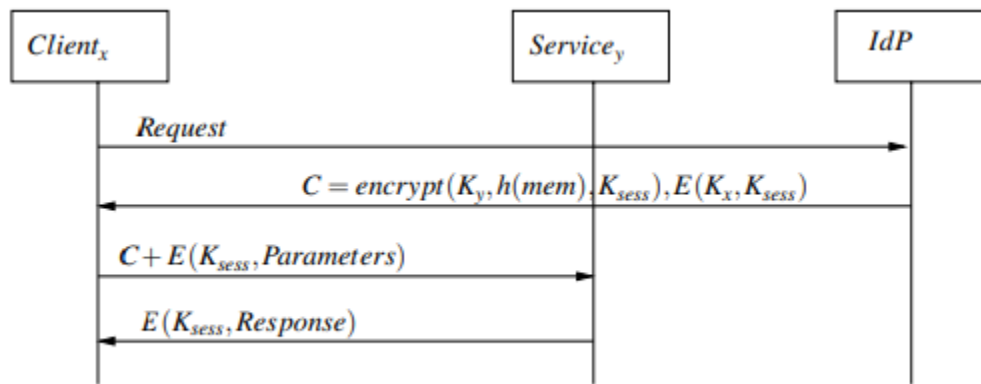 Client_x
Service_y
IdP
Request
C = encrypt(K_y, h(mem), K_sess), E(K_x, K_sess)
C + E(K_sess, Parameters)
E(K_sess, Response)